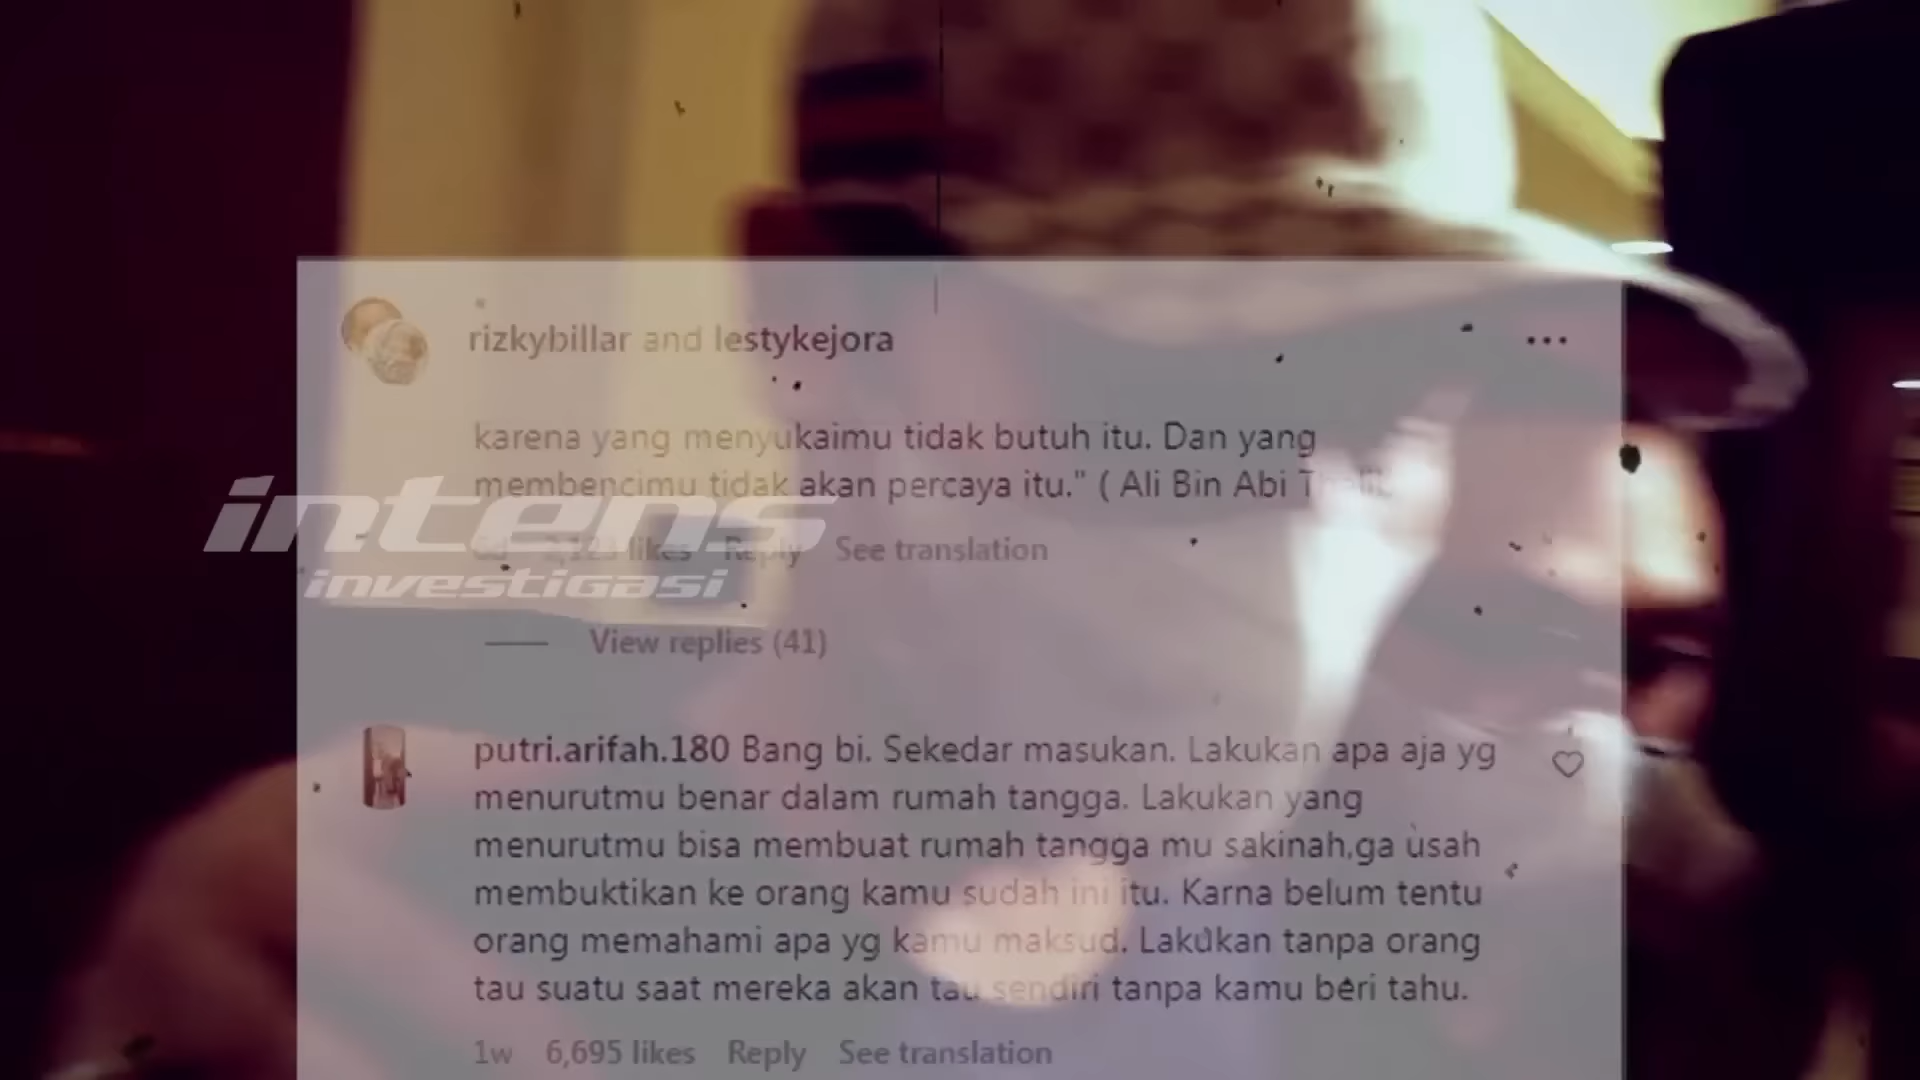 rizkybillar and lestykejora
karena yang menyukaimu tidak butuh itu. Dan yang
membencimu tidak akan percaya itu." ( Ali Bin Abi
intens
investigasi
likes Reply See translation
View replies (41)
putri.arifah.180 Bang bi. Sekedar masukan. Lakukan apa aja yg
menurutmu benar dalam rumah tangga. Lakukan yang
menurutmu bisa membuat rumah tangga mu sakinah,ga usah
membuktikan ke orang kamu sudah ini itu. Karna belum tentu
orang memahami apa yg kamu maksud. Lakukan tanpa orang
tau suatu saat mereka akan tau sendiri tanpa kamu beri tahu.
1w 6,695 likes Reply See translation